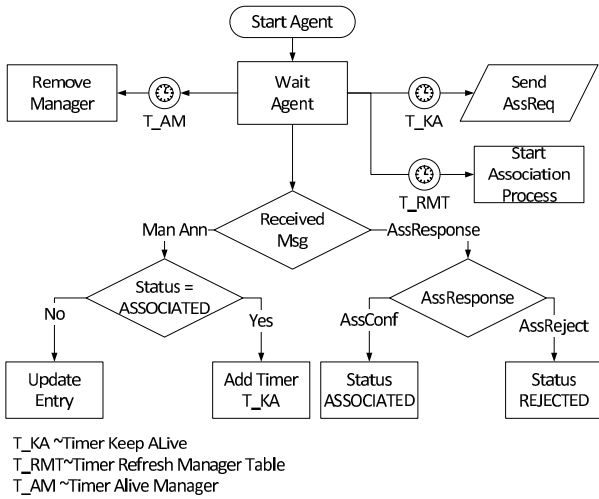 Start Agent
Remove
Manager
T_AM
Wait
Agent
T_KA
Send
AssReq
T_RMT
Start
Association
Process
Received
Msg
Man Ann
AssResponse
Status =
ASSOCIATED
AssResponse
No
Yes
AssConf
AssReject
Update
Entry
Add Timer
T_KA
Status
ASSOCIATED
Status
REJECTED
T_KA ~Timer Keep ALive
T_RMT~Timer Refresh Manager Table
T_AM ~Timer Alive Manager